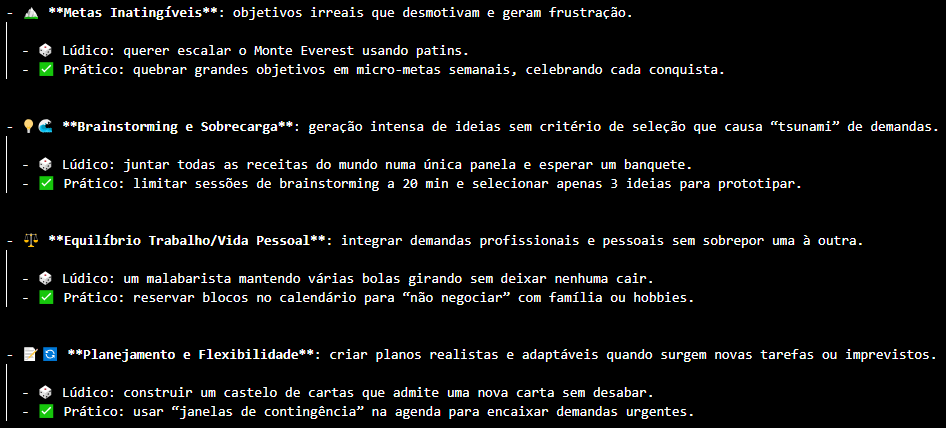 - ⛰️ **Metas Inatingíveis**: objetivos irreais que desmotivam e geram frustração.
- 🎲 Lúdico: querer escalar o Monte Everest usando patins.
- ✅ Prático: quebrar grandes objetivos em micro-metas semanais, celebrando cada conquista.
- 💡🌊 **Brainstorming e Sobrecarga**: geração intensa de ideias sem critério de seleção que causa “tsunami” de demandas.
- 🎲 Lúdico: juntar todas as receitas do mundo numa única panela e esperar um banquete.
- ✅ Prático: limitar sessões de brainstorming a 20 min e selecionar apenas 3 ideias para prototipar.
- ⚖️ **Equilíbrio Trabalho/Vida Pessoal**: integrar demandas profissionais e pessoais sem sobrepor uma à outra.
- 🎲 Lúdico: um malabarista mantendo várias bolas girando sem deixar nenhuma cair.
- ✅ Prático: reservar blocos no calendário para “não negociar” com família ou hobbies.
- 📝🔄 **Planejamento e Flexibilidade**: criar planos realistas e adaptáveis quando surgem novas tarefas ou imprevistos.
- 🎲 Lúdico: construir um castelo de cartas que admite uma nova carta sem desabar.
- ✅ Prático: usar “janelas de contingência” na agenda para encaixar demandas urgentes.